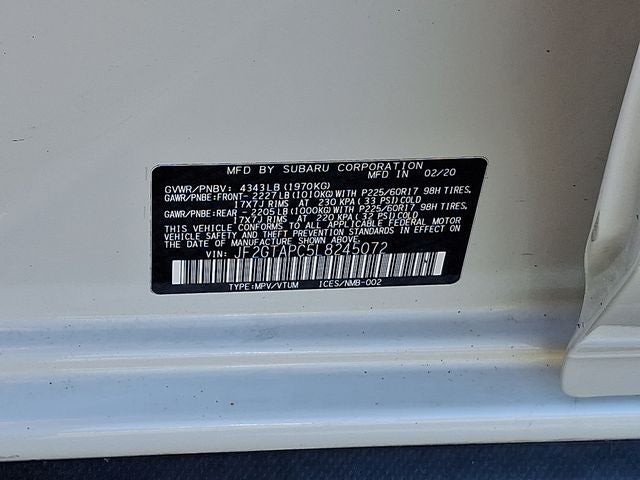 MFD BY SUBARU CORPORATION
MFD IN 02/20
GVWR/PNBV: 4343LB(1970KG)
GAWR/PNBE:FRONT- 2227LB(1010KG)WITH P225/60R17 98H TIRES,
17X7J RIMS AT 230 KPA(33 PSI)COLD
GAWR/PNBE:REAR - 2205LB(1000KG)WITH P225/60R17 98H TIRES,
17X7J RIMS AT 220 KPA(32 PSI)COLD
THIS VEHICLE CONFORMS TO ALL APPLICABLE FEDERAL MOTOR
VEHICLE SAFETY AND THEFT PREVENTION STANDARDS IN EFFECT
ON THE DATE OF MANUFACTURE SHOWN ABOVE.
VIN: JF2GTAPC5L8245072
TYPE:MPV/VTUM ICES/NMB-002